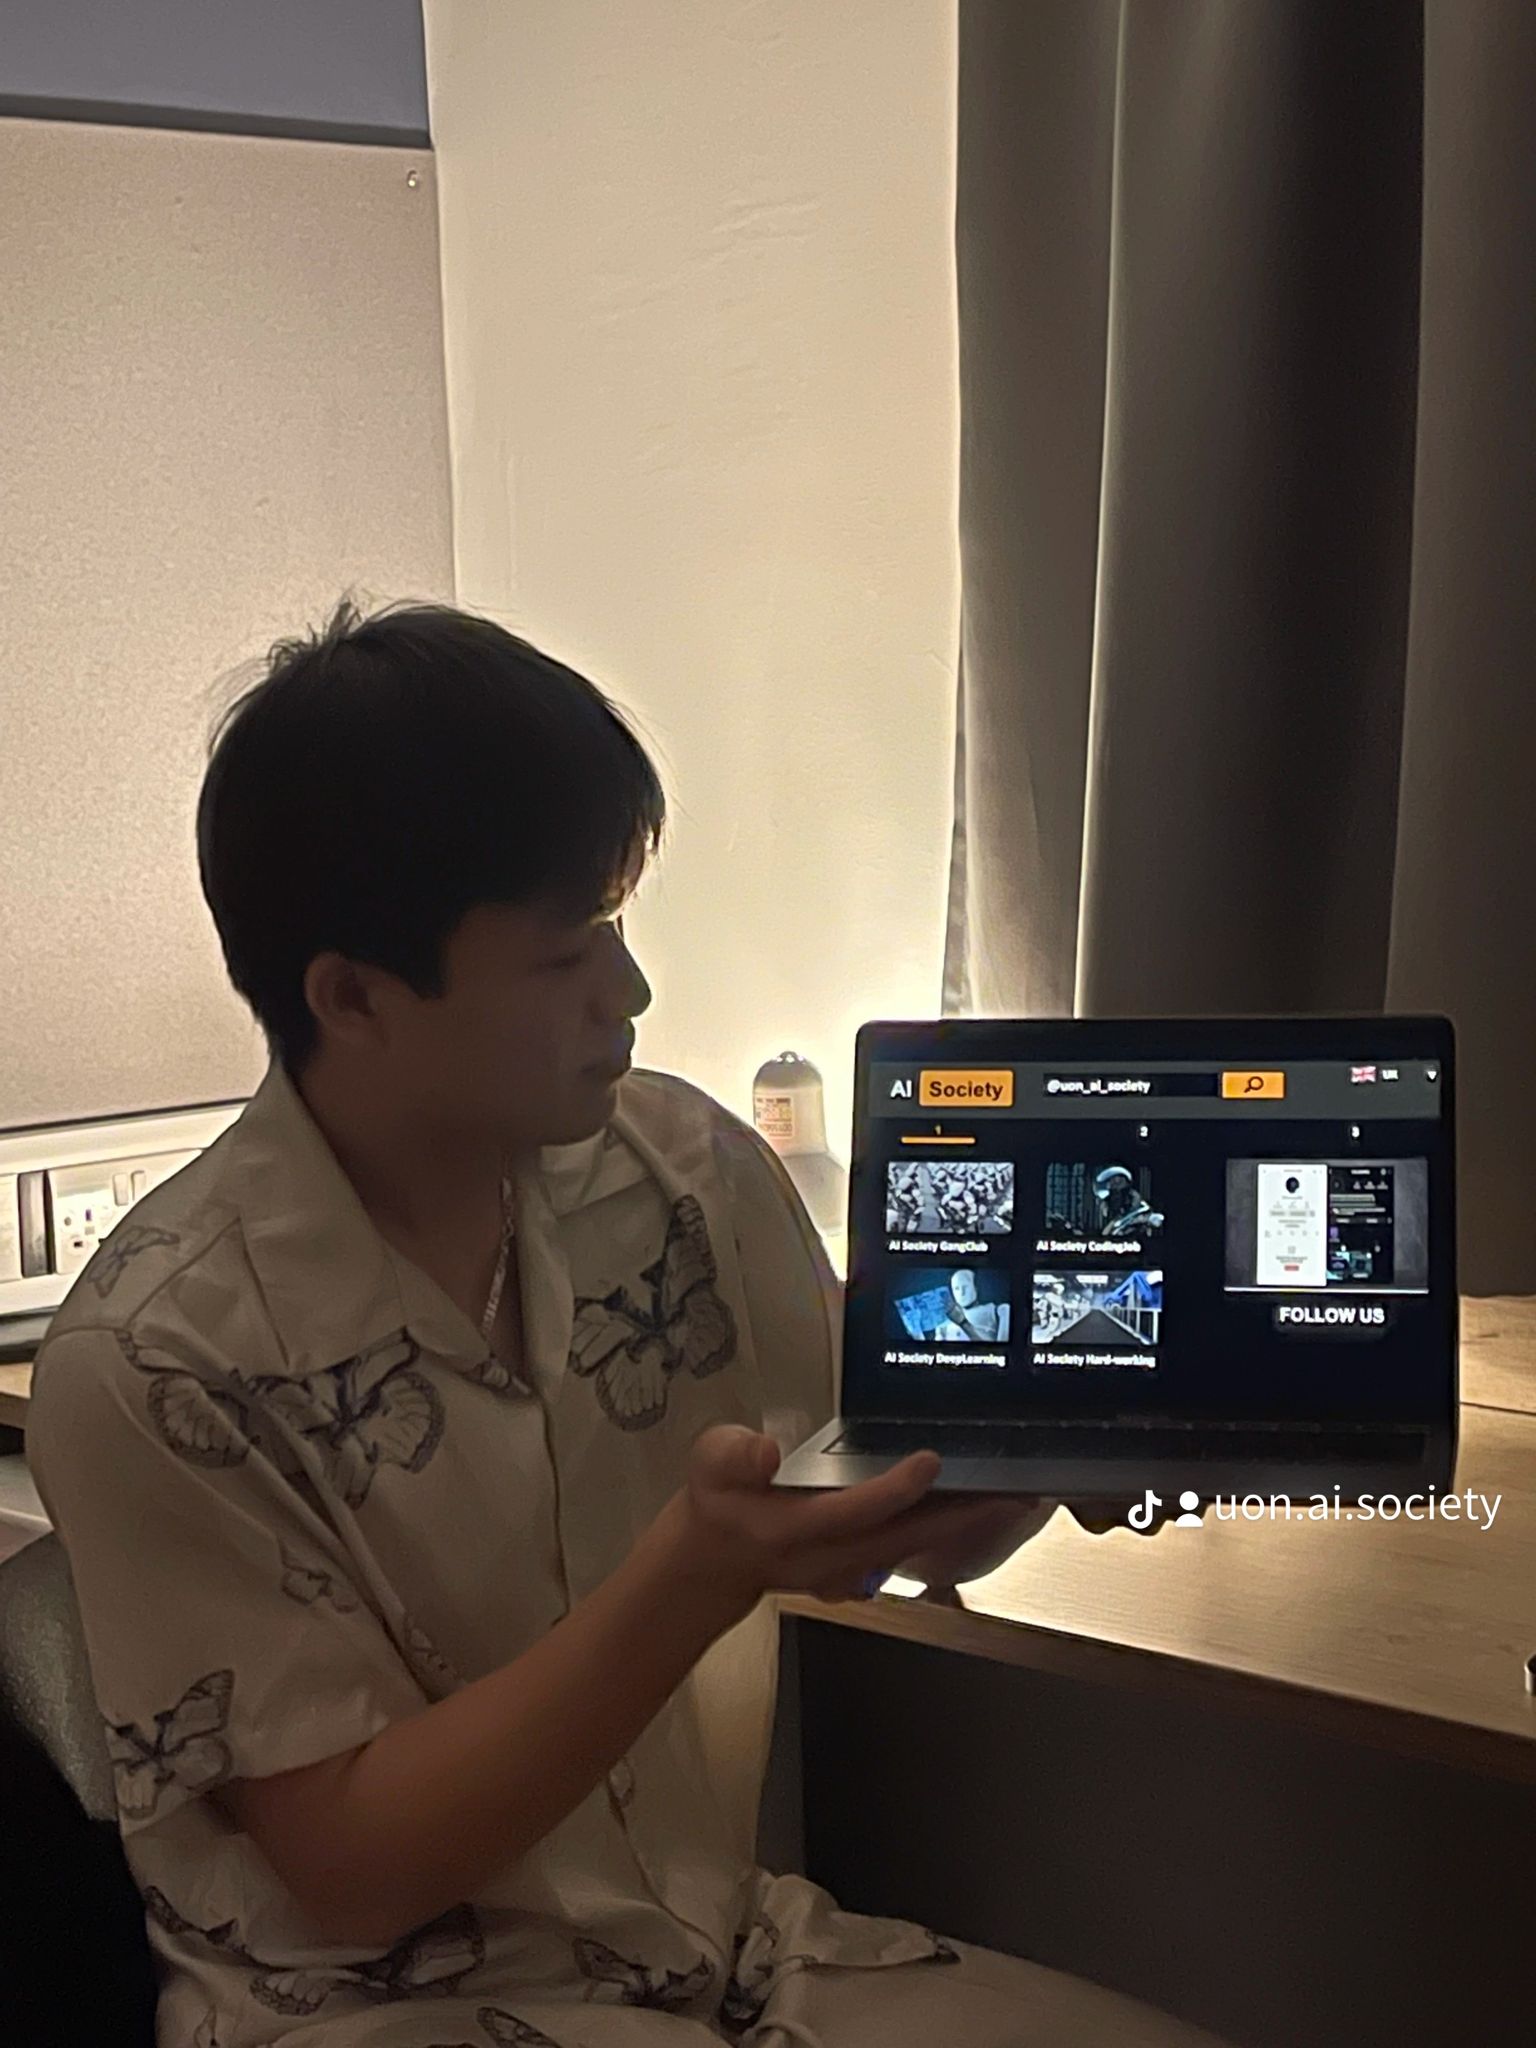 AI Society
@uon_ai_society
UK
1
2
3
AI Society GangClub
AI Society CodingJob
AI Society DeepLearning
AI Society Hard-working
FOLLOW US
uon.ai.society